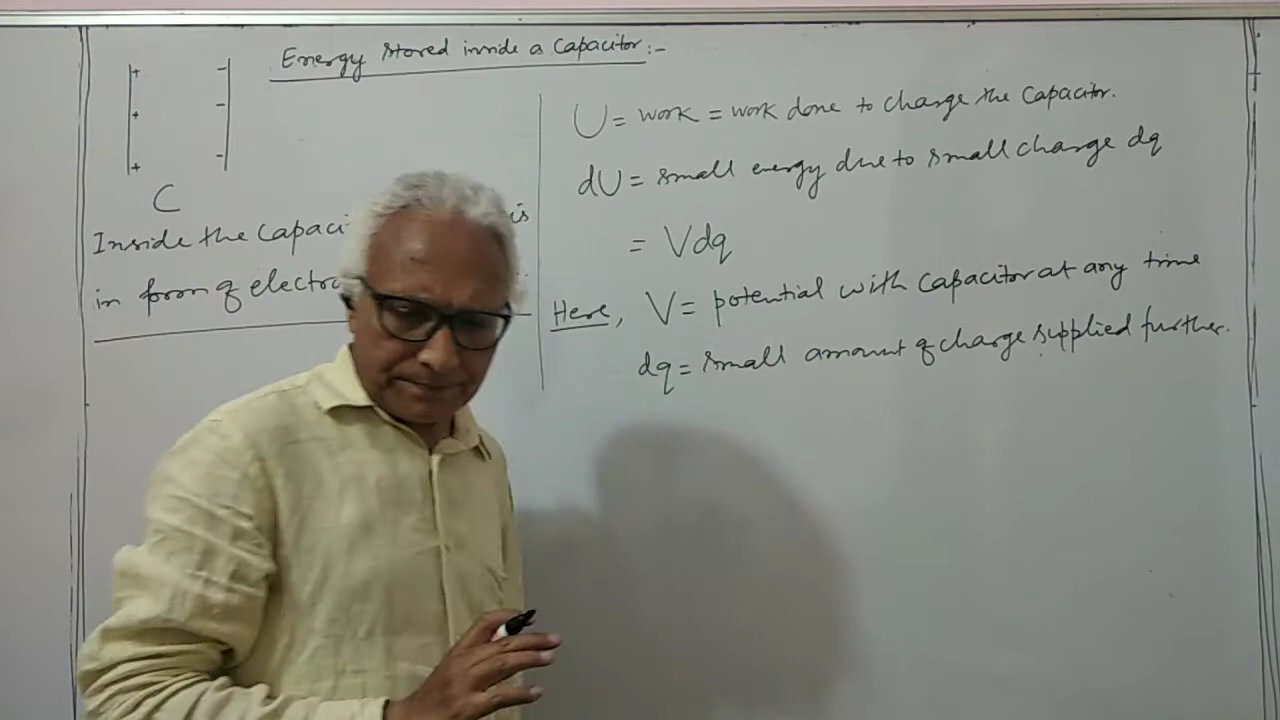 Energy stored inside a Capacitor:-
+ -
+ -
+ -
C
Inside the Capaci is
in form of electro
U = work = work done to charge the Capacitor.
dU = small energy due to small charge dq
= Vdq
Here, V = potential with Capacitor at any time
dq = small amount of charge supplied further.